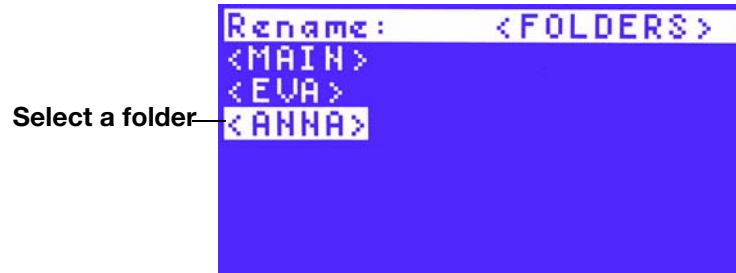 Rename: <FOLDERS>
<MAIN>
<EVA>
Select a folder
<ANNA>